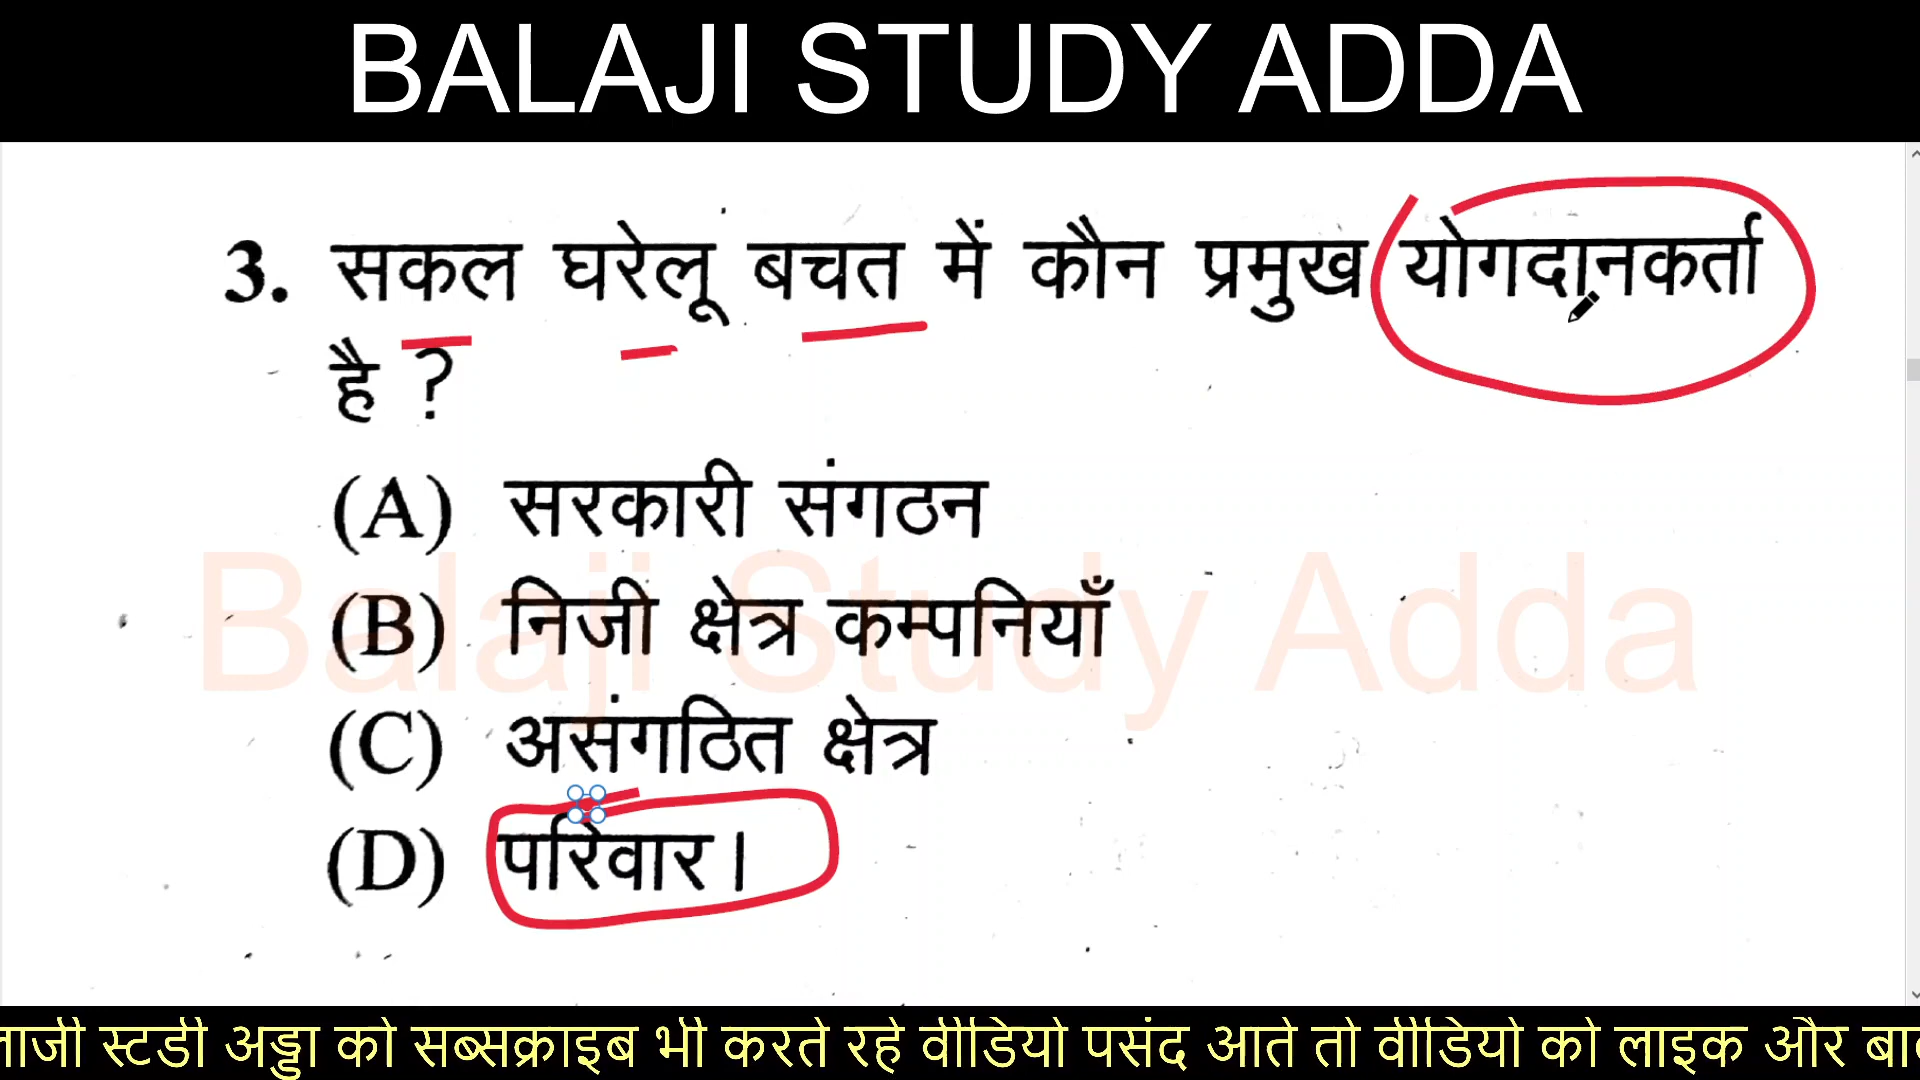 BALAJI STUDY ADDA
3. सकल घरेलू बचत में कौन प्रमुख योगदानकर्ता
है ?
(A) सरकारी संगठन
(B) निजी क्षेत्र कम्पनियाँ
(C) असंगठित क्षेत्र
(D) परिवार।
Balaji Study Adda
स्टडी अड्डा को सब्सक्राइब भी करते रहे वीडियो पसंद आते तो वीडियो को लाइक और